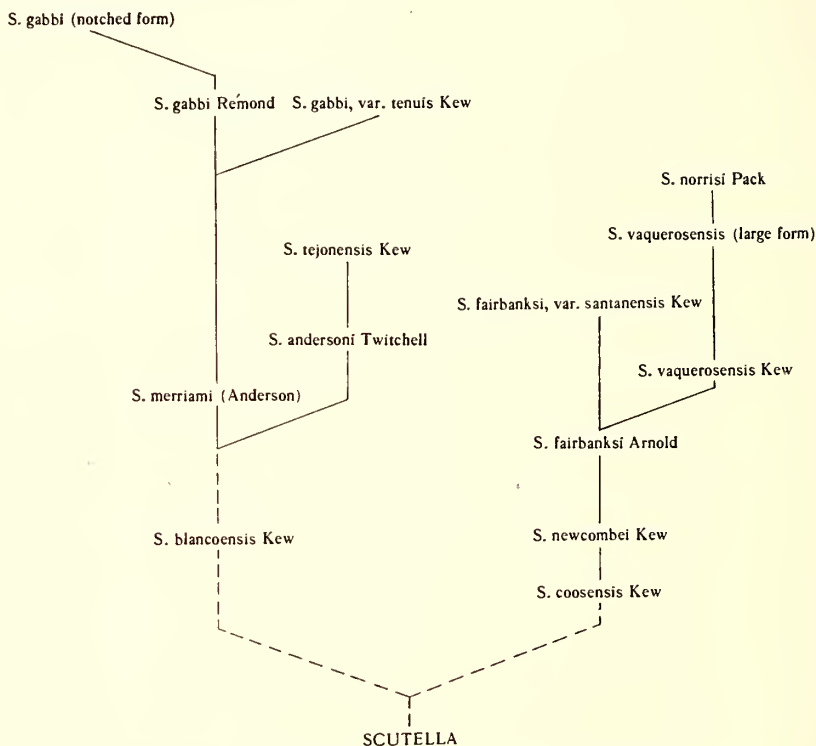 S. gabbi (notched form)
S. gabbi Rémond
S. gabbi, var. tenuis Kew
S. norrisi Pack
S. vaquerosensis (large form)
S. tejonensis Kew
S. fairbanksi, var. santanensis Kew
S. andersoni Twitchell
S. vaquerosensis Kew
S. merriami (Anderson)
S. fairbanksi Arnold
S. blancoensis Kew
S. newcombei Kew
S. coosensis Kew
SCUTELLA